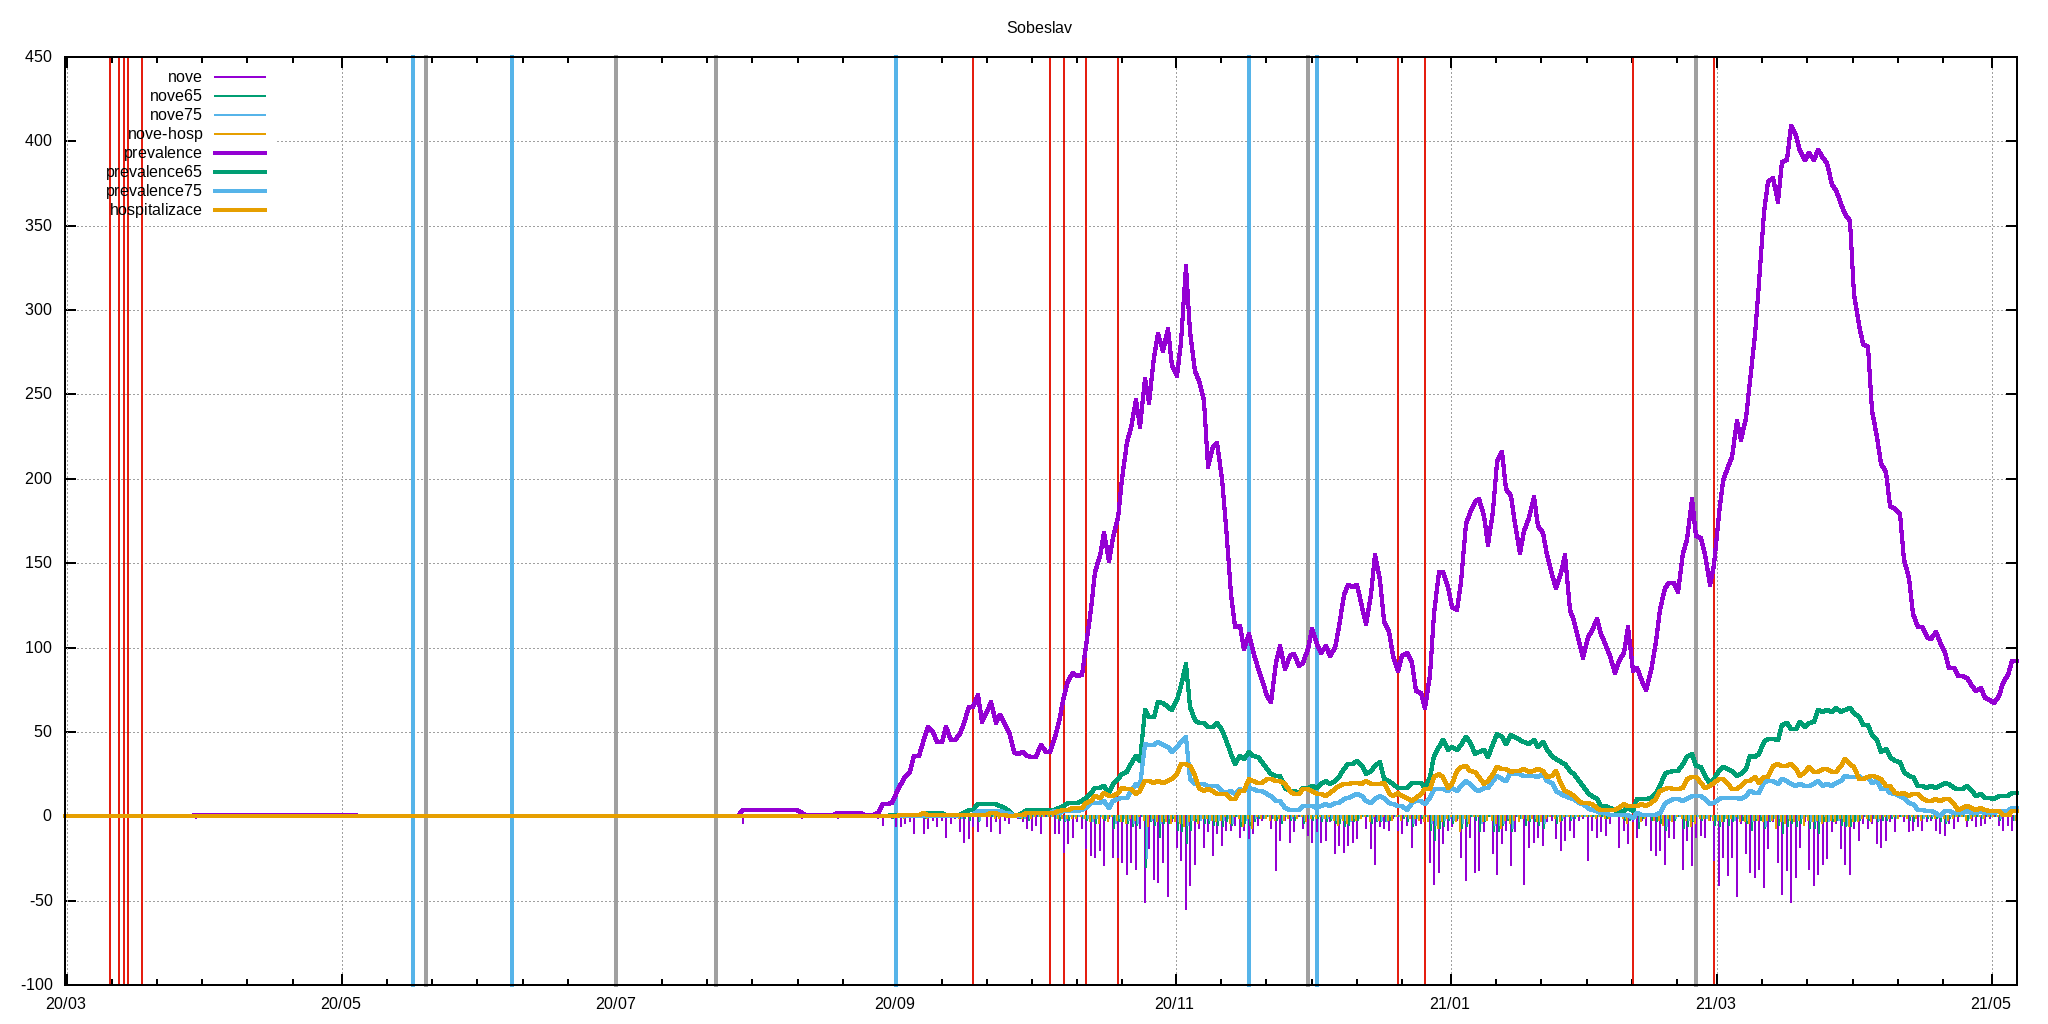 Sobeslav
450
400
350
300
250
200
150
100
50
0
-50
-100
nove
nove65
nove75
nove-hosp
prevalence
prevalence65
prevalence75
hospitalizace
20/03 20/05 20/07 20/09 20/11 21/01 21/03 21/05